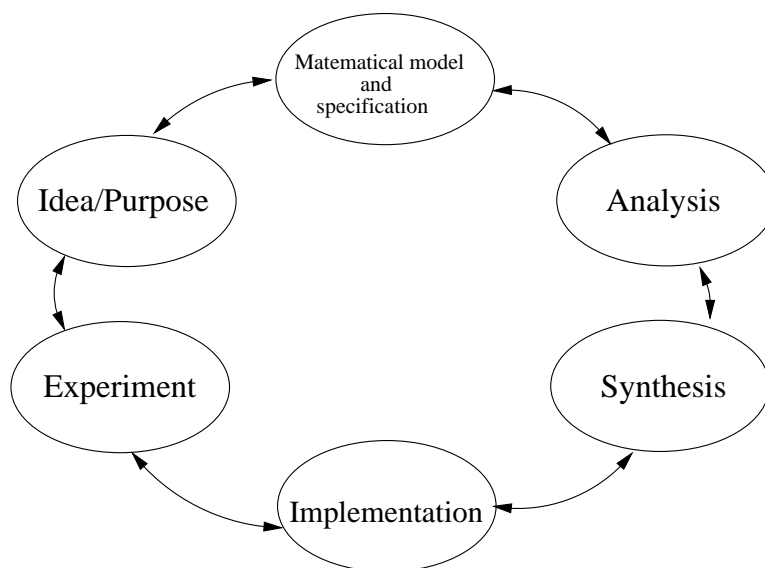 Matematical model
and
specification
Idea/Purpose
Analysis
Experiment
Synthesis
Implementation